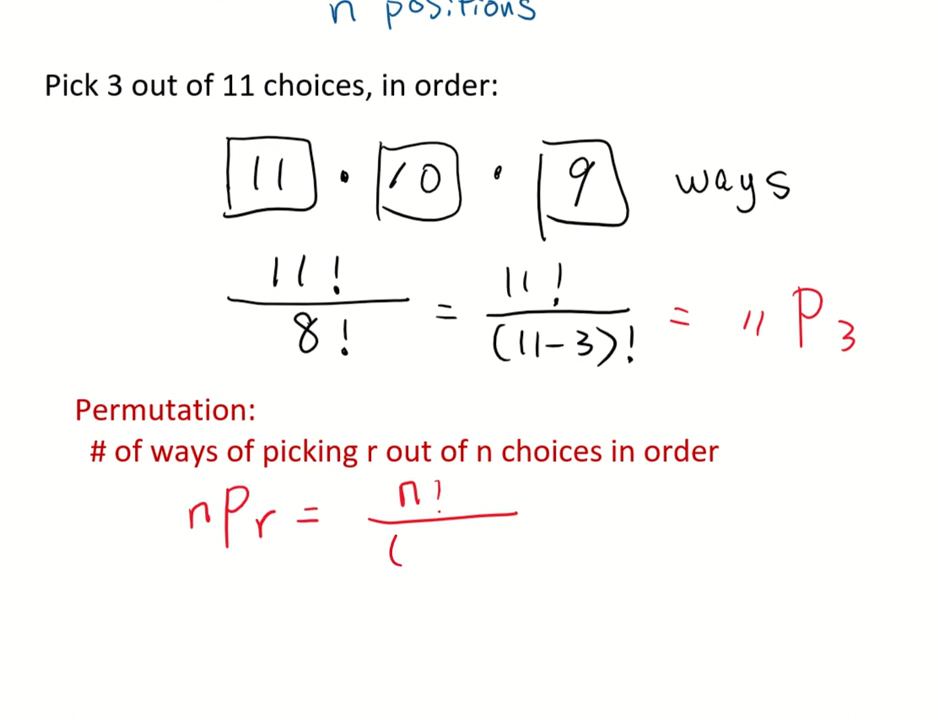 n positions
Pick 3 out of 11 choices, in order:
11 · 10 · 9 ways
11! / 8! = 11! / (11-3)! = 11P3
Permutation:
# of ways of picking r out of n choices in order
nPr = n! / (